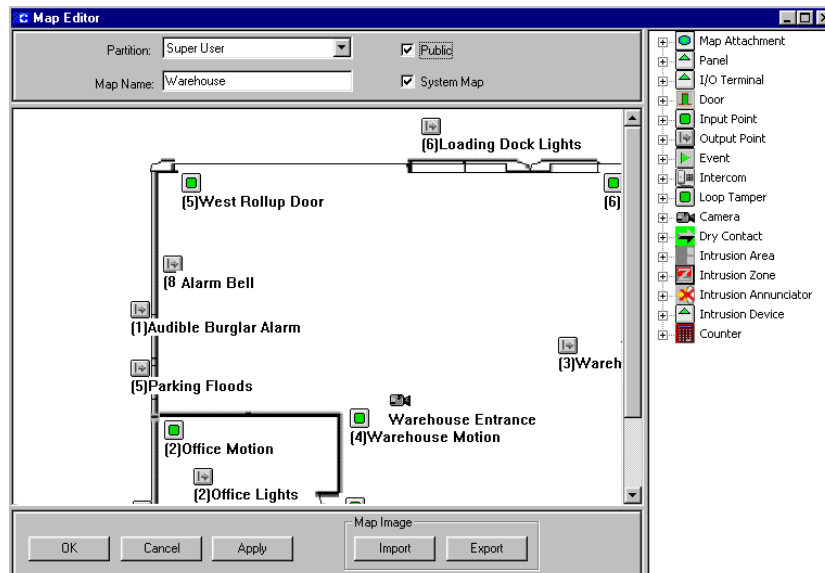 Map Editor
Partition: Super User
Public
Map Name: Warehouse
System Map
(6)Loading Dock Lights
(5)West Rollup Door
(6)
(8 Alarm Bell
(1)Audible Burglar Alarm
(3)Wareh
(5)Parking Floods
Warehouse Entrance
(4)Warehouse Motion
(2)Office Motion
(2)Office Lights
Map Image
OK
Cancel
Apply
Import
Export
Map Attachment
Panel
I/O Terminal
Door
Input Point
Output Point
Event
Intercom
Loop Tamper
Camera
Dry Contact
Intrusion Area
Intrusion Zone
Intrusion Annunciator
Intrusion Device
Counter